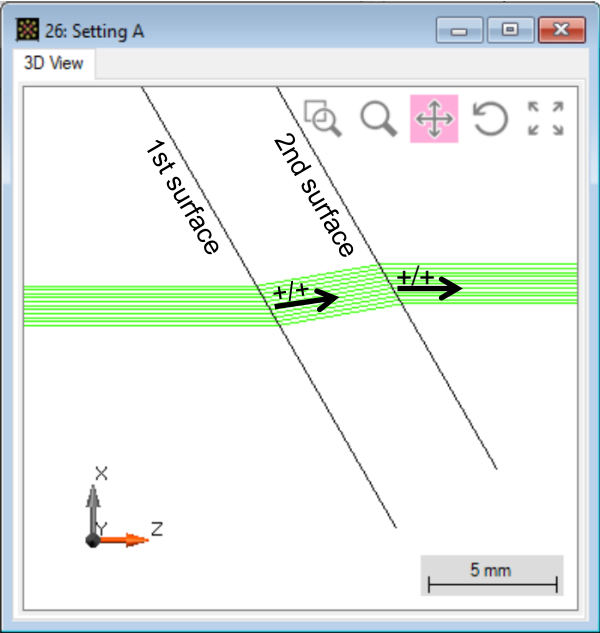 26: Setting A
3D View
1st surface
2nd surface
+/+
+/+
X
Y
Z
5 mm